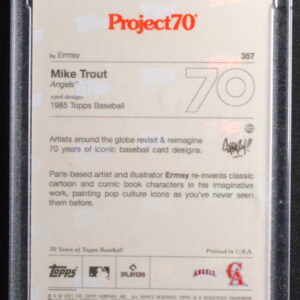 Project70®
by Ermsy 357
Mike Trout
Angels®
card design:
1985 Topps Baseball
70
Artists around the globe revisit & reimagine
70 years of iconic baseball card designs.
Paris-based artist and illustrator Ermsy re-invents classic
cartoon and comic book characters in his imaginative
work, painting pop culture icons as you've never seen
them before.
70 Years of Topps Baseball Printed in U.S.A.
Topps PLAYERS ANGELS